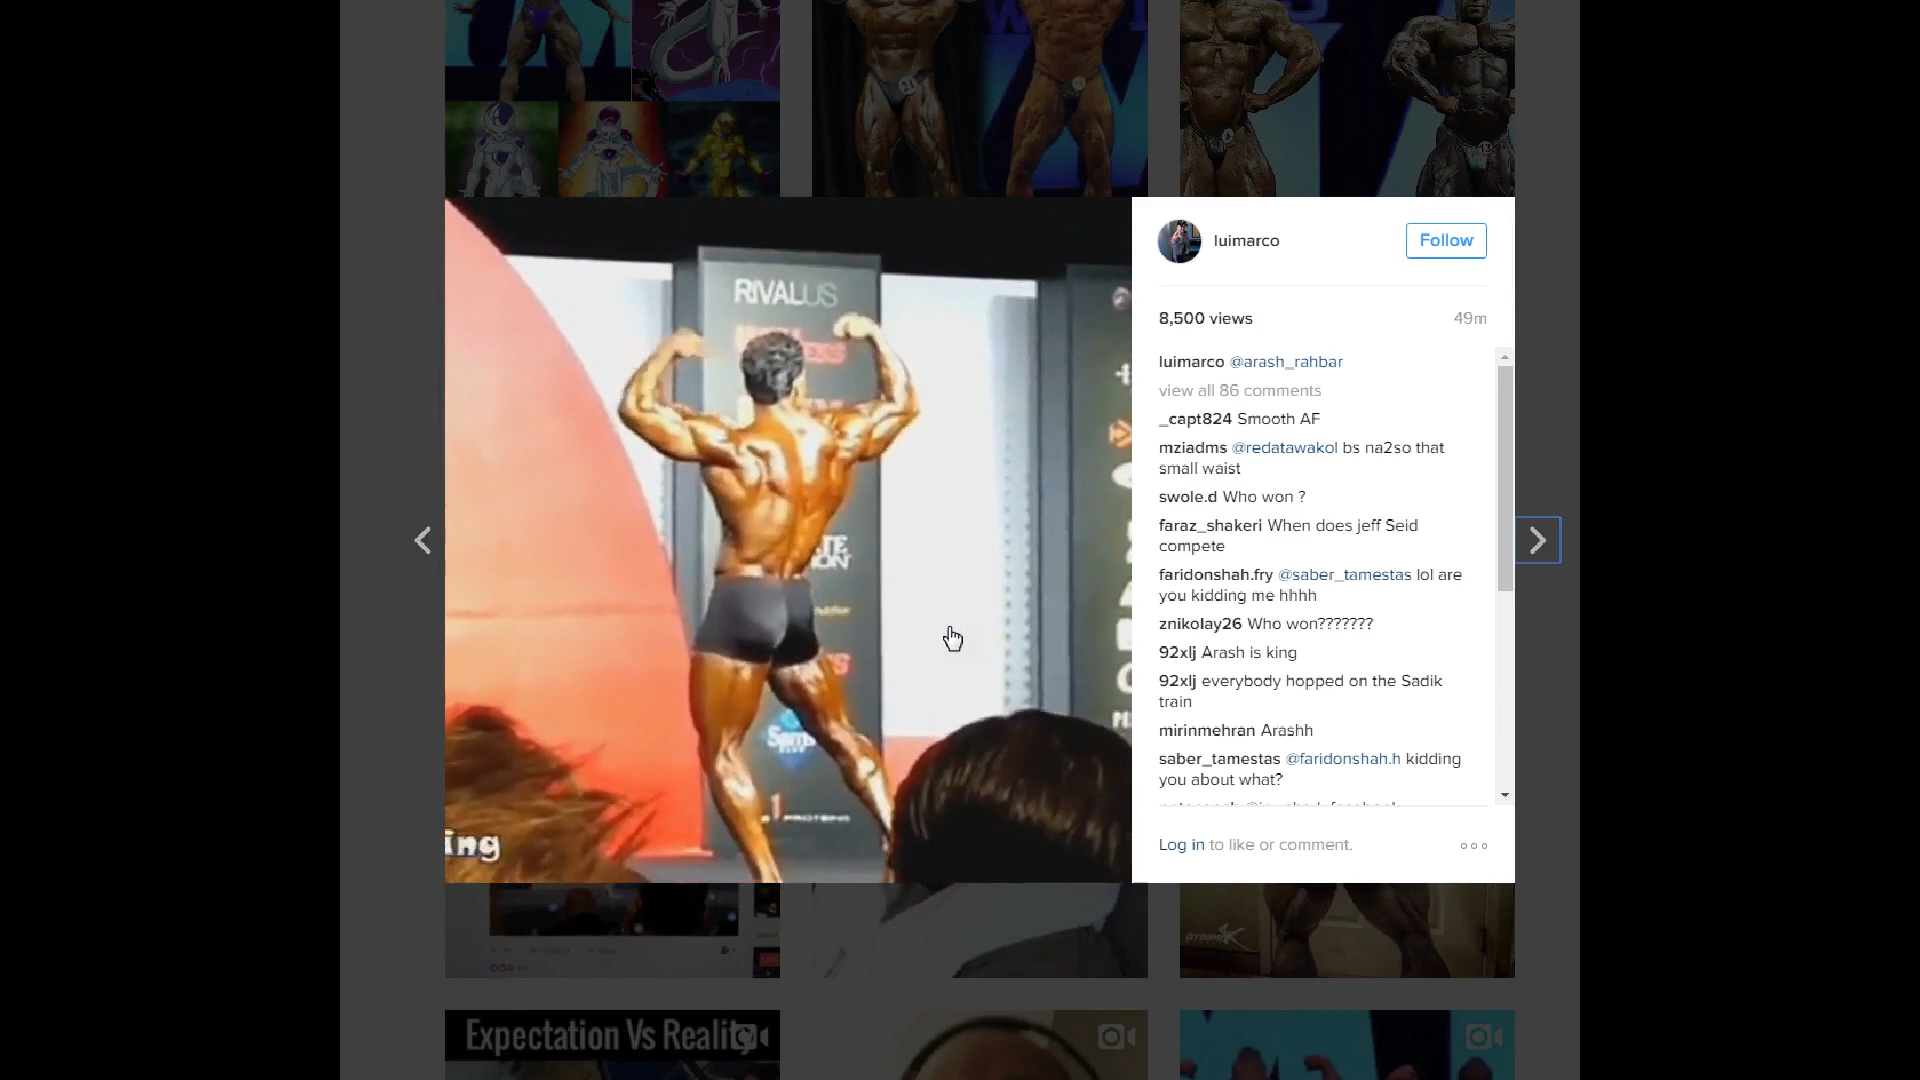 RIVALUS
ing
luimarco
Follow
8,500 views
49m
luimarco @arash_rahbar
view all 86 comments
_capt824 Smooth AF
mziadms @redatawakol bs na2so that
small waist
swole.d Who won ?
faraz_shakeri When does jeff Seid
compete
faridonshah.fry @saber_tamestas lol are
you kidding me hhhh
znikolay26 Who won???????
92xlj Arash is king
92xlj everybody hopped on the Sadik
train
mirinmehran Arashh
saber_tamestas @faridonshah.h kidding
you about what?
Log in to like or comment.
Expectation Vs Reality